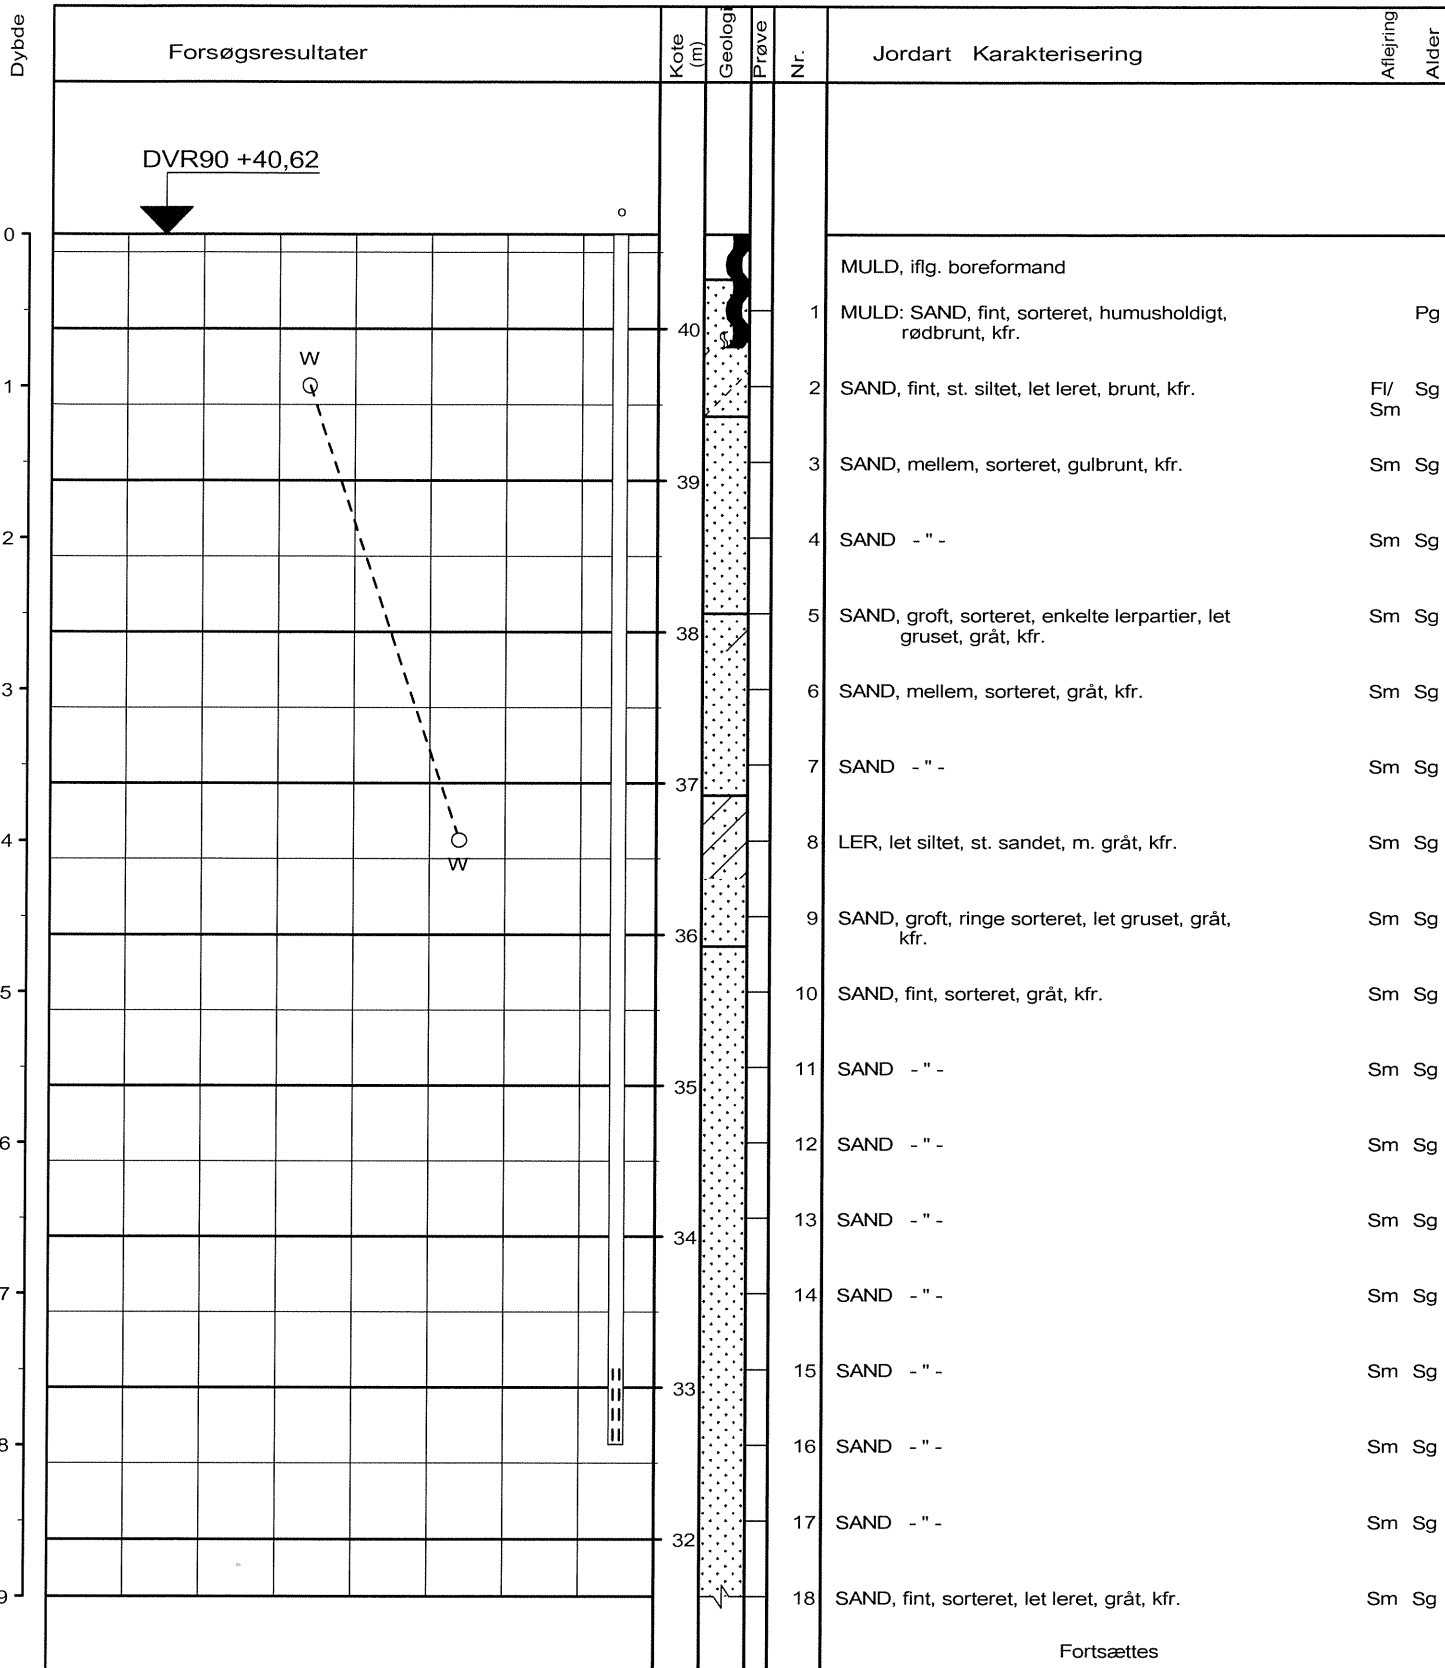 Dybde
Forsøgsresultater
Kote (m)
Geologi
Prøve
Nr.
Jordart Karakterisering
Aflejring
Alder
DVR90 +40,62
0
MULD, iflg. boreformand
1 MULD: SAND, fint, sorteret, humusholdigt, Pg
rødbrunt, kfr.
40
W
1
2 SAND, fint, st. siltet, let leret, brunt, kfr. Fl/ Sg
Sm
3 SAND, mellem, sorteret, gulbrunt, kfr. Sm Sg
39
2
4 SAND - " - Sm Sg
5 SAND, groft, sorteret, enkelte lerpartier, let Sm Sg
gruset, gråt, kfr.
38
3
6 SAND, mellem, sorteret, gråt, kfr. Sm Sg
7 SAND - " - Sm Sg
37
4
8 LER, let siltet, st. sandet, m. gråt, kfr. Sm Sg
W
9 SAND, groft, ringe sorteret, let gruset, gråt, Sm Sg
kfr.
36
5
10 SAND, fint, sorteret, gråt, kfr. Sm Sg
11 SAND - " - Sm Sg
35
6
12 SAND - " - Sm Sg
13 SAND - " - Sm Sg
34
7
14 SAND - " - Sm Sg
15 SAND - " - Sm Sg
33
8
16 SAND - " - Sm Sg
17 SAND - " - Sm Sg
32
9
18 SAND, fint, sorteret, let leret, gråt, kfr. Sm Sg
Fortsættes